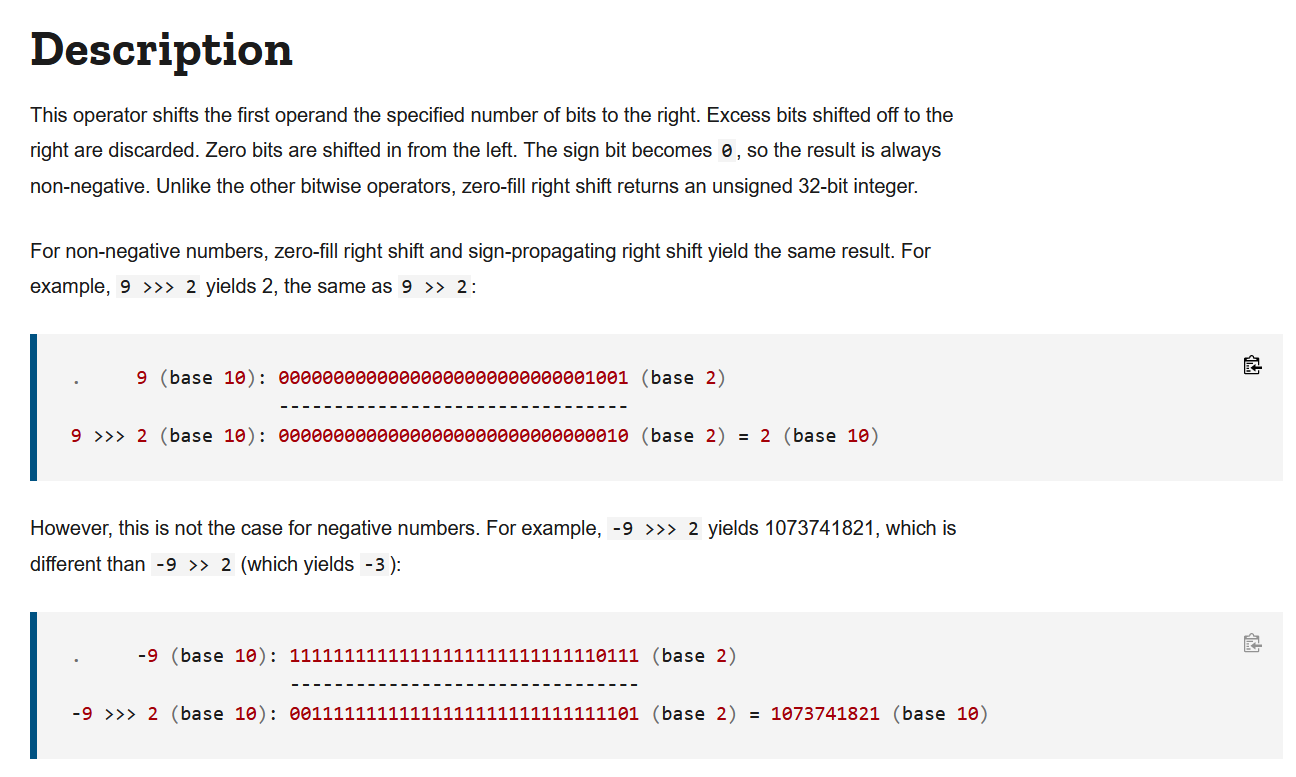 Description
This operator shifts the first operand the specified number of bits to the right. Excess bits shifted off to the
right are discarded. Zero bits are shifted in from the left. The sign bit becomes 0, so the result is always
non-negative. Unlike the other bitwise operators, zero-fill right shift returns an unsigned 32-bit integer.
For non-negative numbers, zero-fill right shift and sign-propagating right shift yield the same result. For
example, 9 >>> 2 yields 2, the same as 9 >> 2:
.     9 (base 10): 00000000000000000000000000001001 (base 2)
                   --------------------------------
9 >>> 2 (base 10): 00000000000000000000000000000010 (base 2) = 2 (base 10)
However, this is not the case for negative numbers. For example, -9 >>> 2 yields 1073741821, which is
different than -9 >> 2 (which yields -3):
.     -9 (base 10): 11111111111111111111111111110111 (base 2)
                    --------------------------------
-9 >>> 2 (base 10): 00111111111111111111111111111101 (base 2) = 1073741821 (base 10)